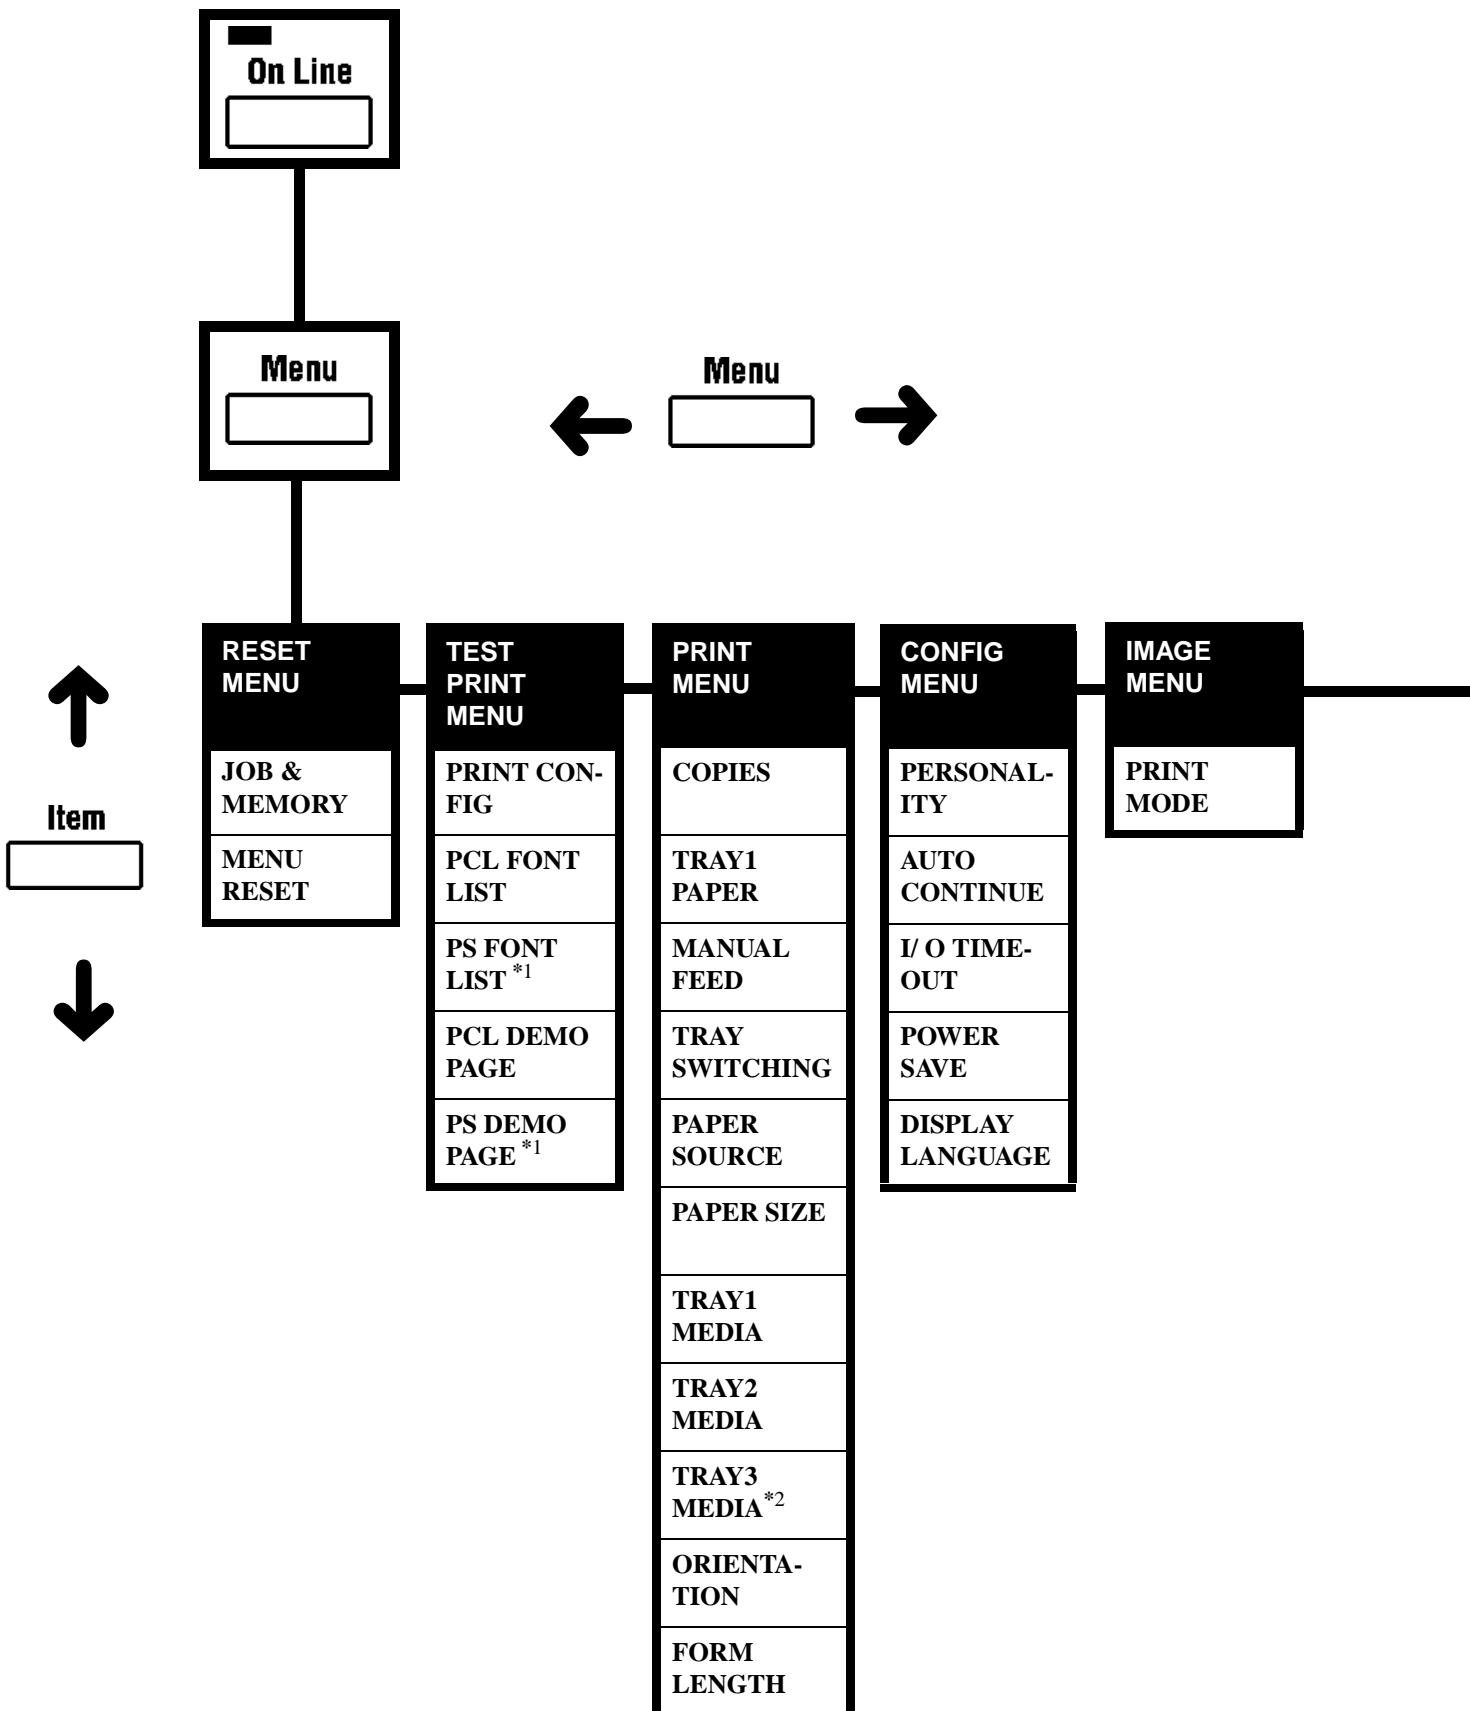 On Line
Menu
Menu
Item
RESET
MENU
JOB &
MEMORY
MENU
RESET
TEST
PRINT
MENU
PRINT CON-
FIG
PCL FONT
LIST
PS FONT
LIST *1
PCL DEMO
PAGE
PS DEMO
PAGE *1
PRINT
MENU
COPIES
TRAY1
PAPER
MANUAL
FEED
TRAY
SWITCHING
PAPER
SOURCE
PAPER SIZE
TRAY1
MEDIA
TRAY2
MEDIA
TRAY3
MEDIA*2
ORIENTA-
TION
FORM
LENGTH
CONFIG
MENU
PERSONAL-
ITY
AUTO
CONTINUE
I/ O TIME-
OUT
POWER
SAVE
DISPLAY
LANGUAGE
IMAGE
MENU
PRINT
MODE